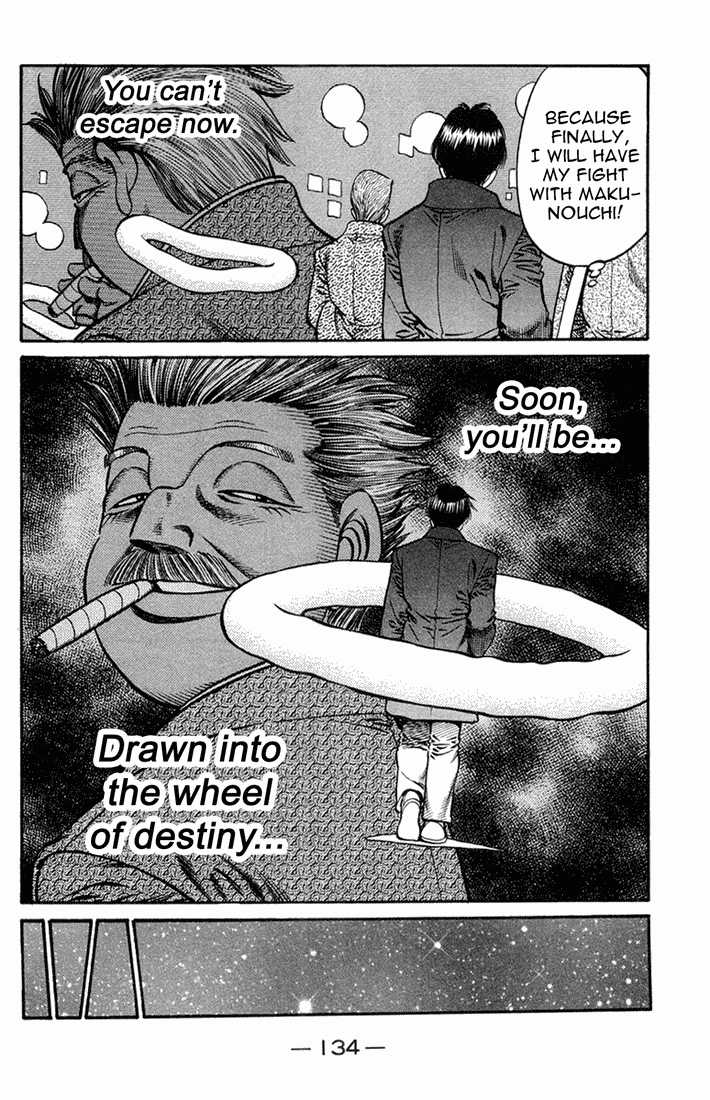 BECAUSE
FINALLY,
I WILL HAVE
MY FIGHT
WITH MAKU-
NOUCHI!
You can't
escape now.
Soon,
you'll be...
Drawn into
the wheel
of destiny...
— 134 —